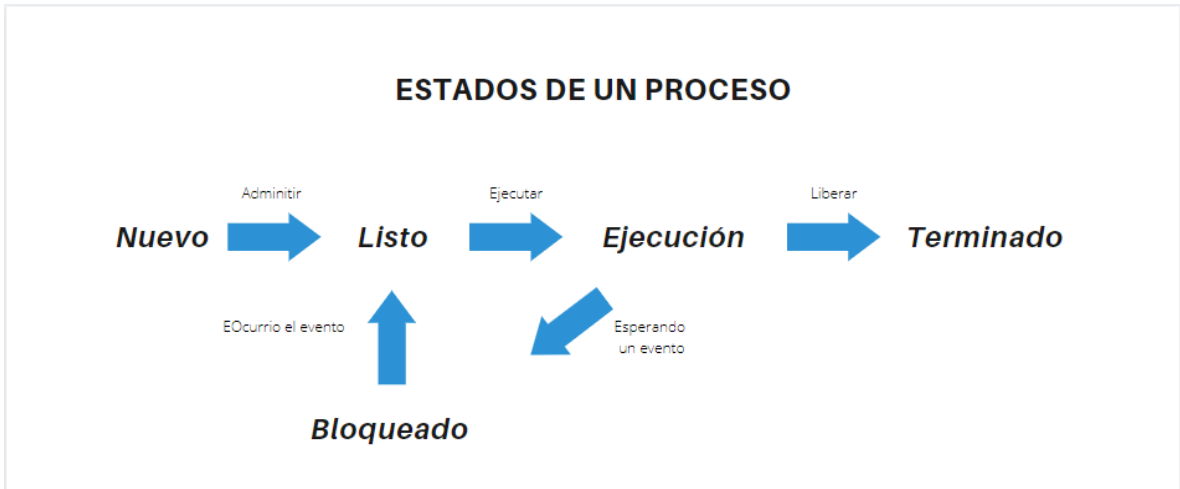 ESTADOS DE UN PROCESO
Adminitir
Ejecutar
Liberar
Nuevo
Listo
Ejecución
Terminado
EOcurrio el evento
Esperando
un evento
Bloqueado